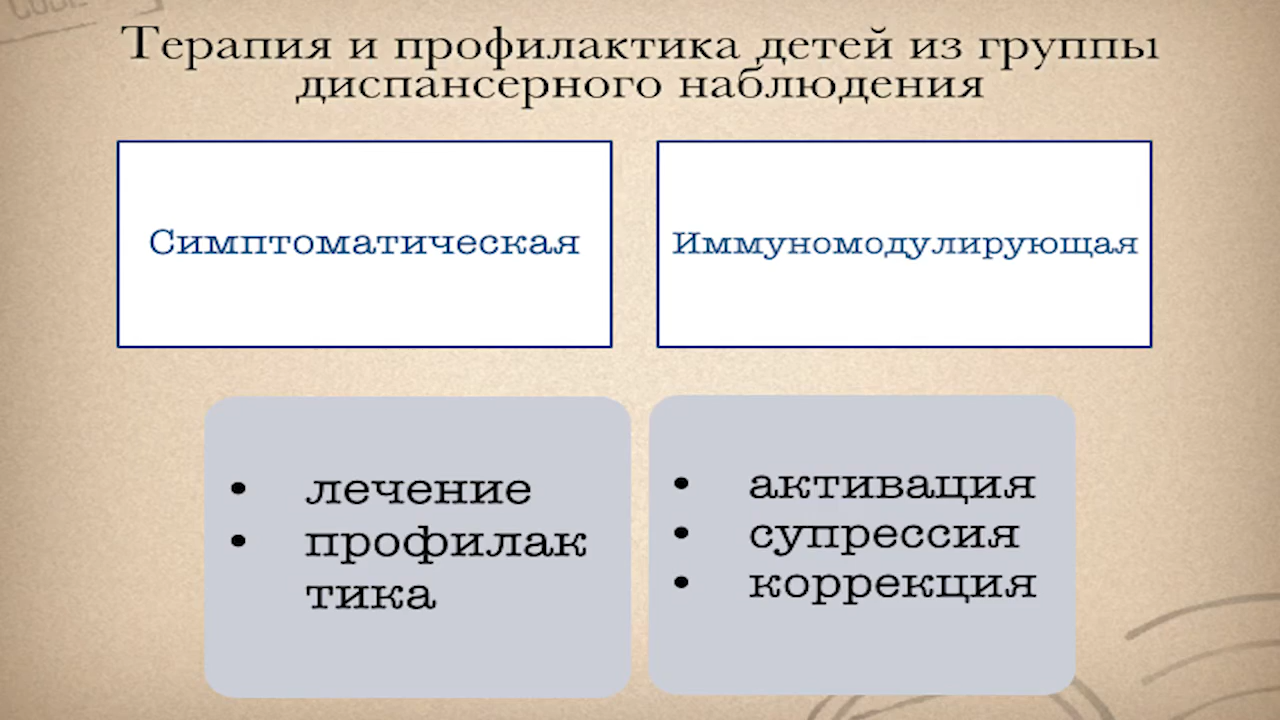 Терапия и профилактика детей из группы
диспансерного наблюдения
Симптоматическая
Иммуномодулирующая
• лечение
• профилак
тика
• активация
• супрессия
• коррекция